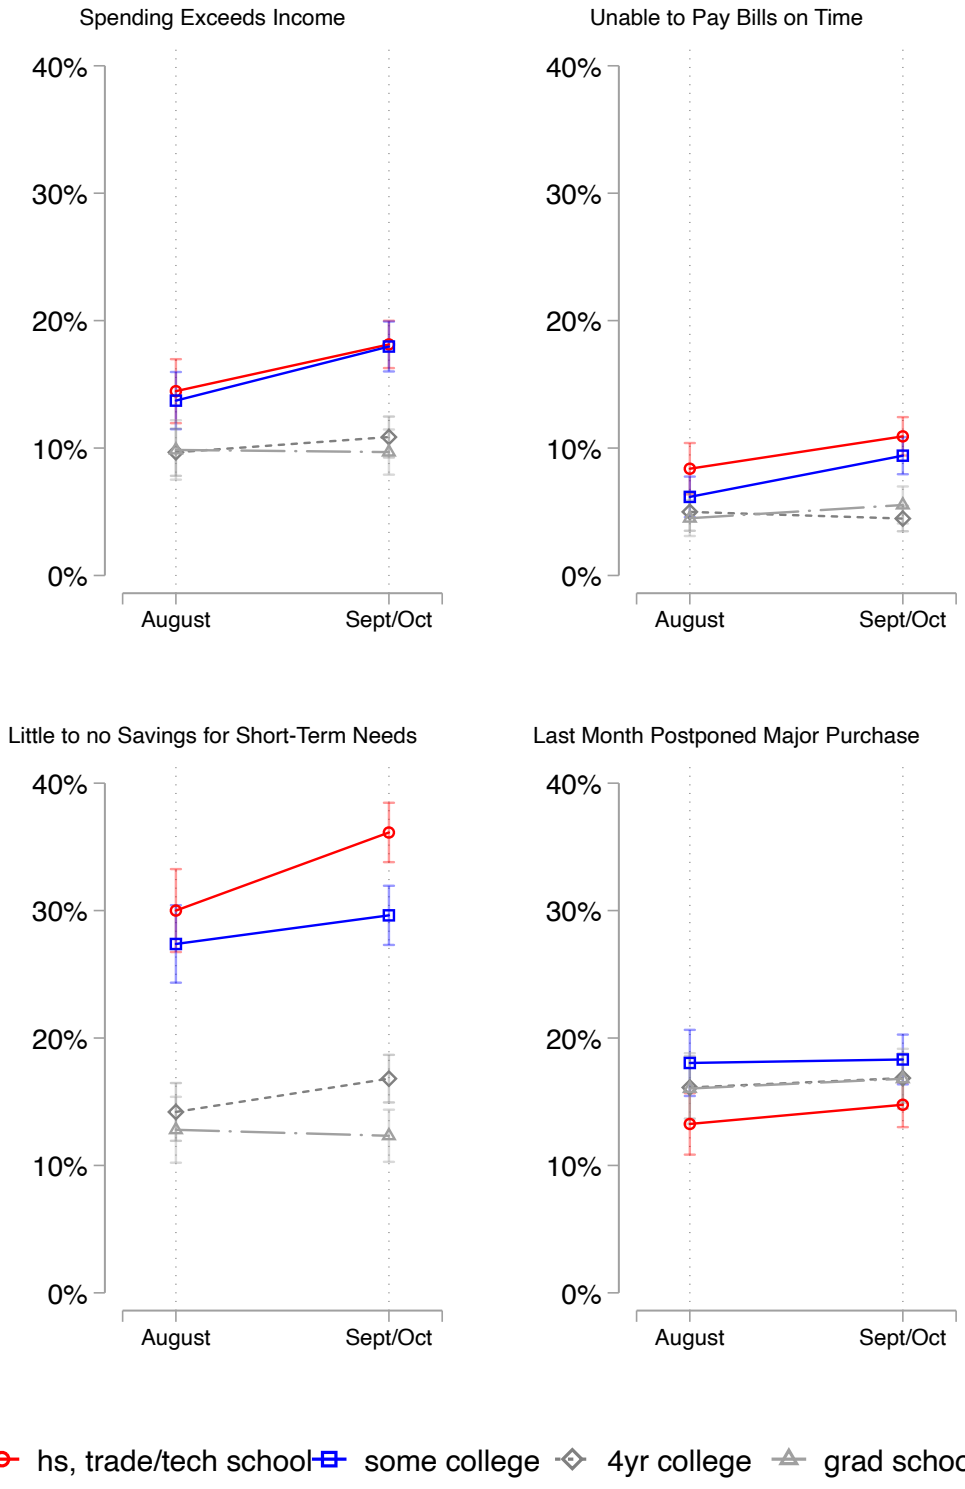 Spending Exceeds Income
40%
30%
20%
10%
0%
August Sept/Oct
Unable to Pay Bills on Time
40%
30%
20%
10%
0%
August Sept/Oct
Little to no Savings for Short-Term Needs
40%
30%
20%
10%
0%
August Sept/Oct
Last Month Postponed Major Purchase
40%
30%
20%
10%
0%
August Sept/Oct
hs, trade/tech school some college 4yr college grad schoo